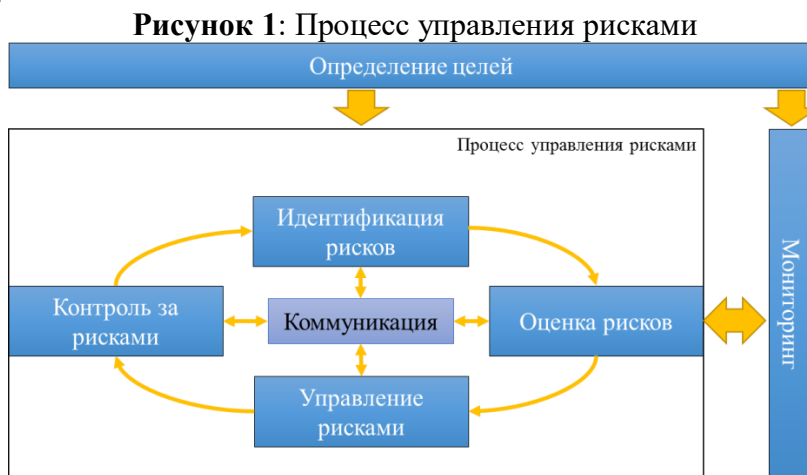 Рисунок 1: Процесс управления рисками
Определение целей
Процесс управления рисками
Идентификация
рисков
Контроль за
рисками
Коммуникация
Оценка рисков
Управление
рисками
Мониторинг